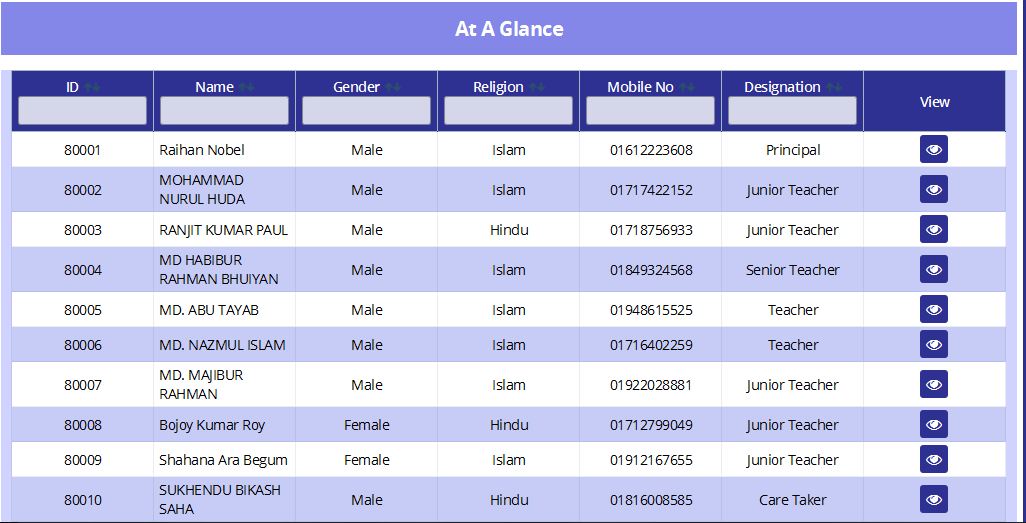 At A Glance
ID Name Gender Religion Mobile No Designation View
80001 Raihan Nobel Male Islam 01612223608 Principal
80002 MOHAMMAD NURUL HUDA Male Islam 01717422152 Junior Teacher
80003 RANJIT KUMAR PAUL Male Hindu 01718756933 Junior Teacher
80004 MD HABIBUR RAHMAN BHUIYAN Male Islam 01849324568 Senior Teacher
80005 MD. ABU TAYAB Male Islam 01948615525 Teacher
80006 MD. NAZMUL ISLAM Male Islam 01716402259 Teacher
80007 MD. MAJIBUR RAHMAN Male Islam 01922028881 Junior Teacher
80008 Bojoy Kumar Roy Female Hindu 01712799049 Junior Teacher
80009 Shahana Ara Begum Female Islam 01912167655 Junior Teacher
80010 SUKHENDU BIKASH SAHA Male Hindu 01816008585 Care Taker